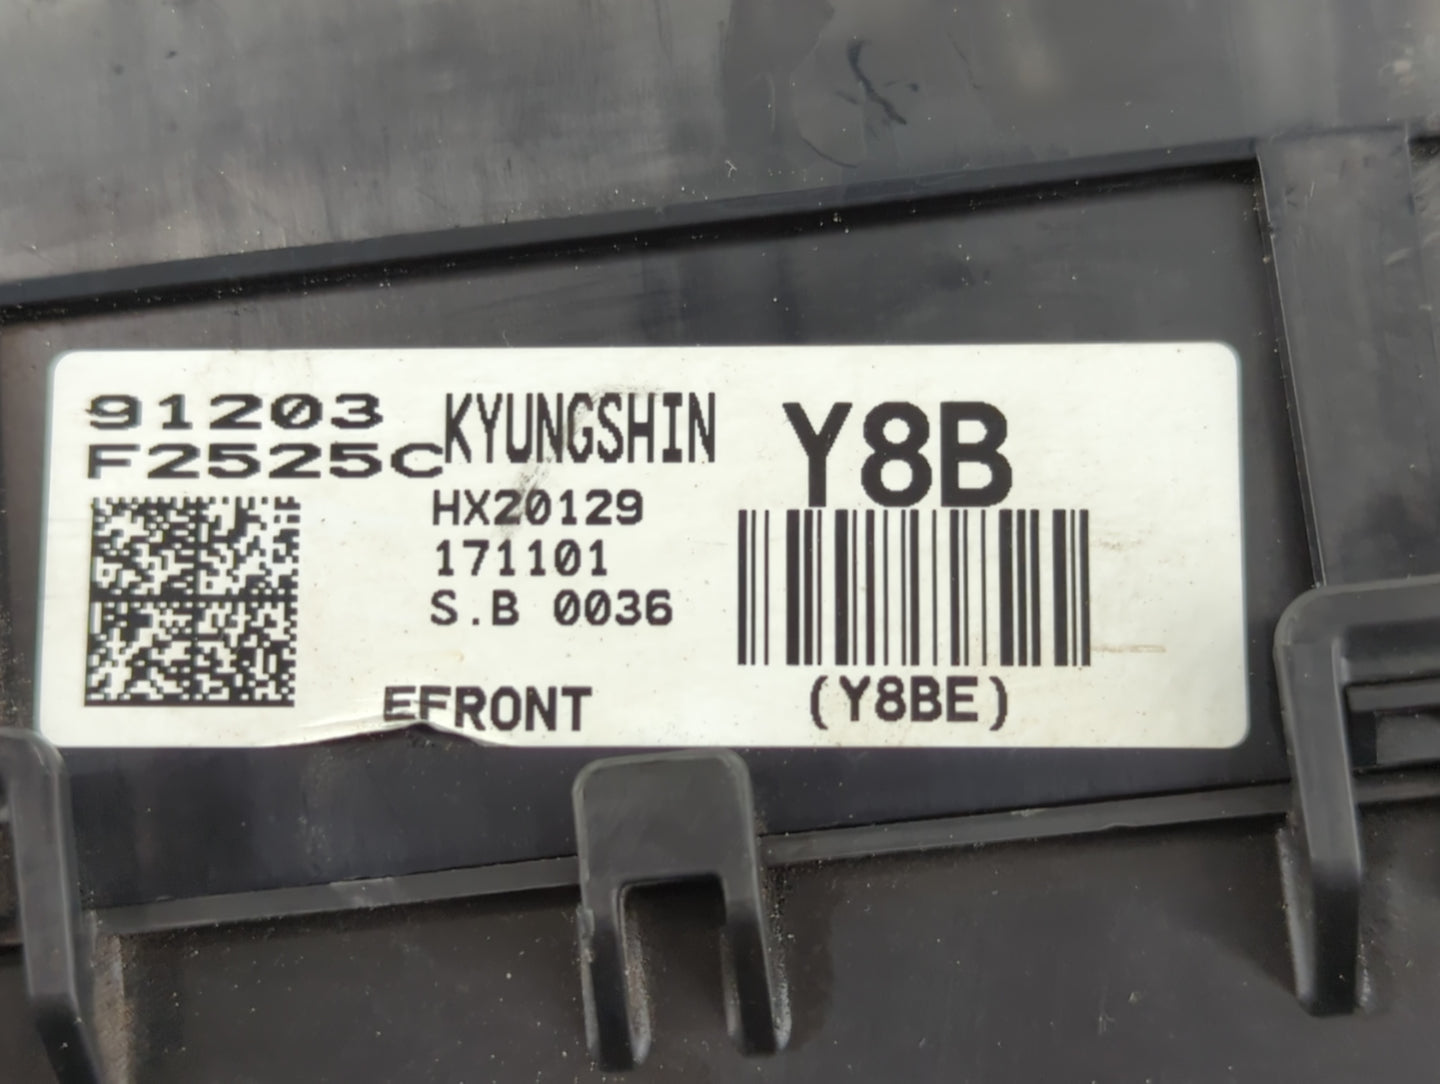 91203
F2525C
KYUNGSHIN
HX20129
171101
S.B 0036
EFRONT
Y8B
(Y8BE)